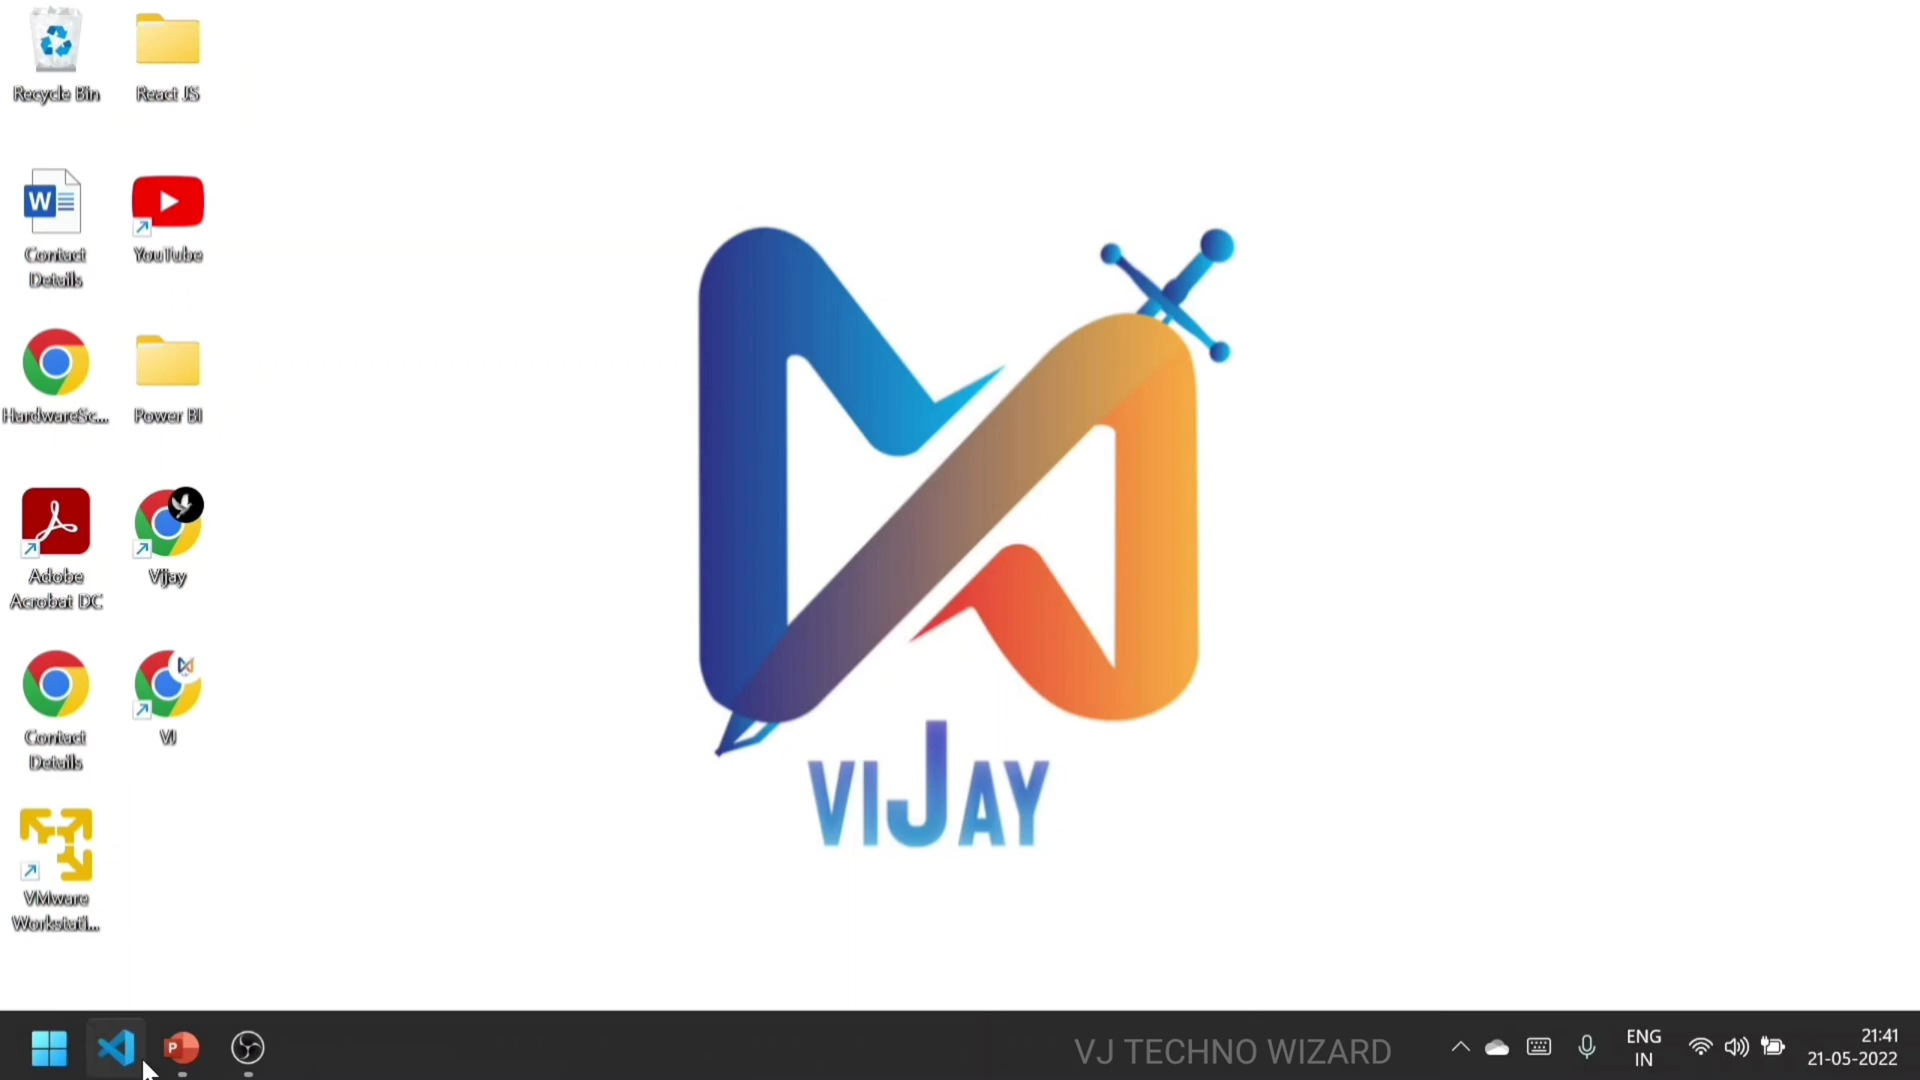 Recycle Bin
React JS
Contact
Details
YouTube
HardwareSc...
Power BI
Adobe
Acrobat DC
Vijay
Contact
Details
VJ
VMware
Workstati...
W
VIJAY
P
VJ TECHNO WIZARD
ENG
IN
21:41
21-05-2022